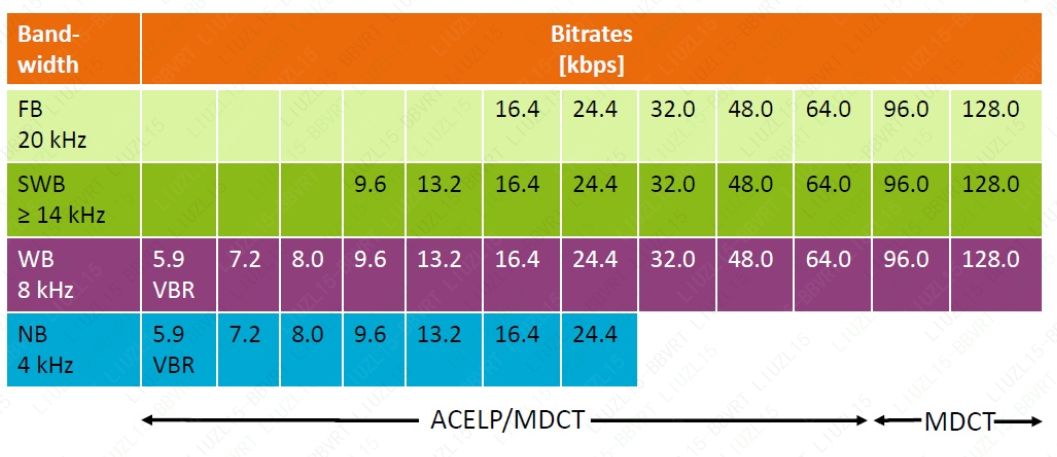 Band-
width
Bitrates
[kbps]
FB
20 kHz
16.4 24.4 32.0 48.0 64.0 96.0 128.0
SWB
≥ 14 kHz
9.6 13.2 16.4 24.4 32.0 48.0 64.0 96.0 128.0
WB
8 kHz
5.9
VBR
7.2 8.0 9.6 13.2 16.4 24.4 32.0 48.0 64.0 96.0 128.0
NB
4 kHz
5.9
VBR
7.2 8.0 9.6 13.2 16.4 24.4
ACELP/MDCT
MDCT